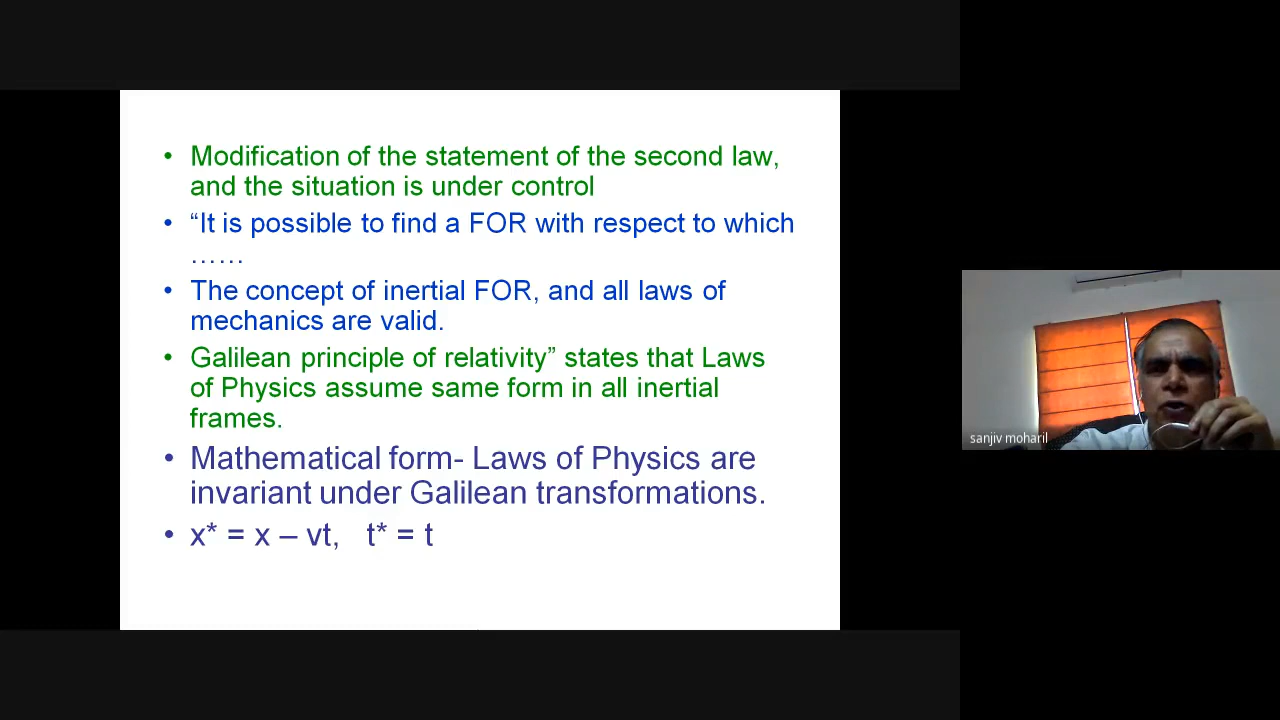 • Modification of the statement of the second law,
and the situation is under control
• “It is possible to find a FOR with respect to which
……
• The concept of inertial FOR, and all laws of
mechanics are valid.
• Galilean principle of relativity” states that Laws
of Physics assume same form in all inertial
frames.
• Mathematical form- Laws of Physics are
invariant under Galilean transformations.
• x* = x – vt,   t* = t
sanjiv moharil